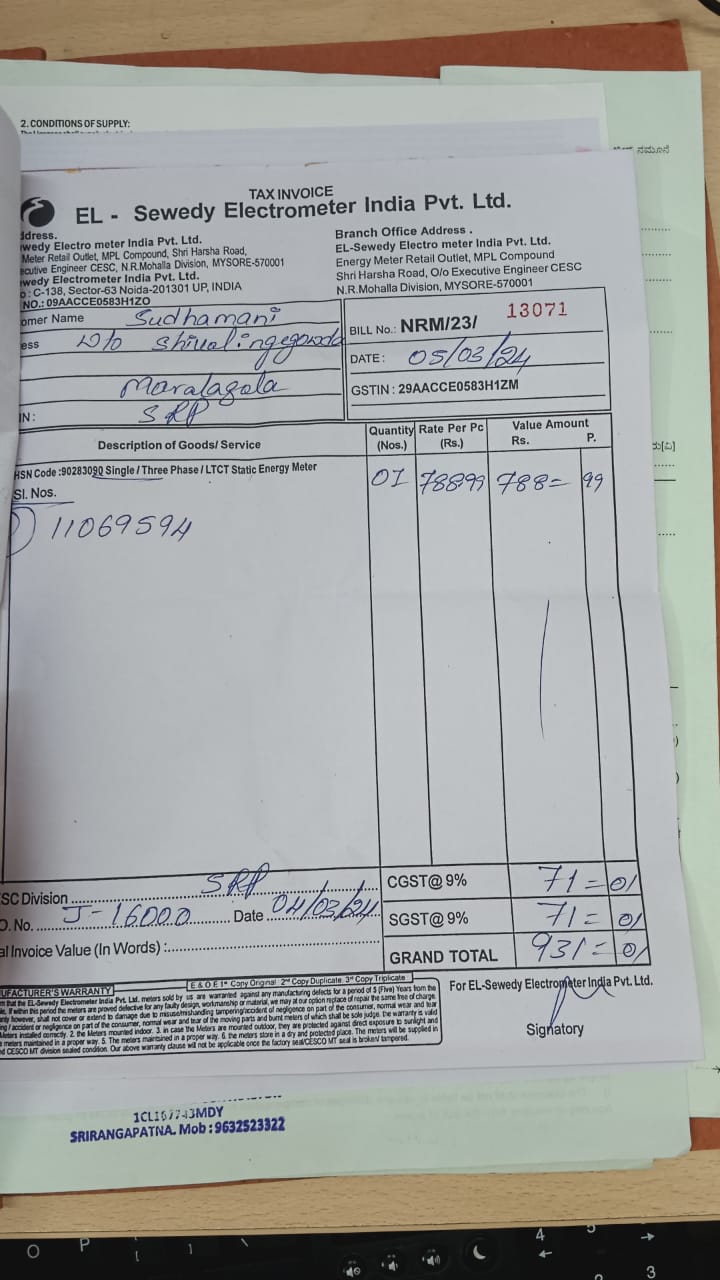 2. CONDITIONS OF SUPPLY:
ನಮೂನೆ
TAX INVOICE
EL - Sewedy Electrometer India Pvt. Ltd.
ddress.
wedy Electro meter India Pvt. Ltd.
Meter Retail Outlet, MPL Compound, Shri Harsha Road,
ecutive Engineer CESC, N.R.Mohalla Division, MYSORE-570001
wedy Electrometer India Pvt. Ltd.
: C-138, Sector-63 Noida-201301 UP, INDIA
NO.: 09AACCE0583H1ZO
Branch Office Address .
EL-Sewedy Electro meter India Pvt. Ltd.
Energy Meter Retail Outlet, MPL Compound
Shri Harsha Road, O/o Executive Engineer CESC
N.R.Mohalla Division, MYSORE-570001
omer Name Sudhamani
ess W/o Shivalingegowda
Maralagala
IN: SRP
BILL No.: NRM/23/ 13071
DATE: 05/03/24
GSTIN : 29AACCE0583H1ZM
Description of Goods/ Service
Quantity (Nos.)
Rate Per Pc (Rs.)
Value Amount
Rs. P.
HSN Code :90283090 Single / Three Phase / LTCT Static Energy Meter
01 78899 788= 99
Sl. Nos.
11069594
SC Division SRP
CGST@ 9% 71= 01
O. No. J-16000 Date 04/03/24
SGST@ 9% 71= 01
al Invoice Value (In Words) :
GRAND TOTAL 931= 01
E & O E 1st Copy Original 2nd Copy Duplicate 3rd Copy Triplicate
UFACTURER'S WARRANTY
For EL-Sewedy Electrometer India Pvt. Ltd.
Signatory
SRIRANGAPATNA. Mob : 9632523322
O P
4
3